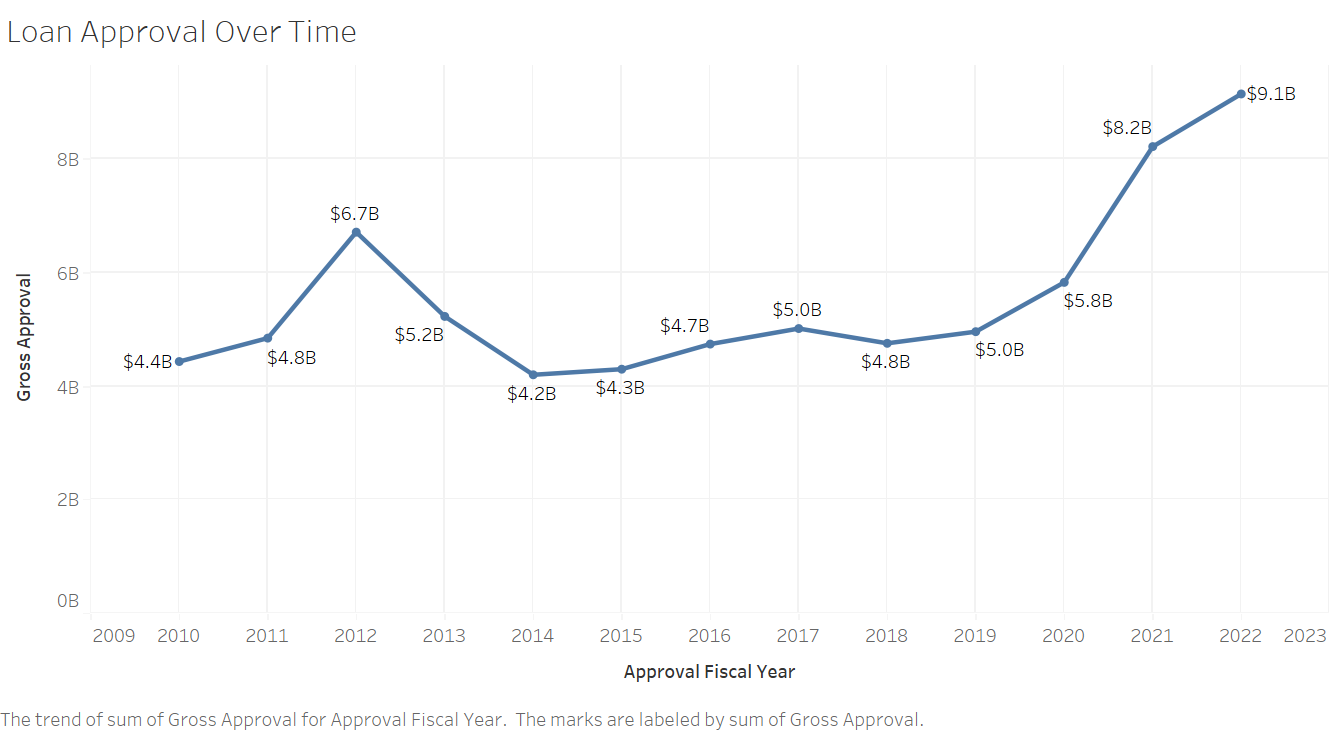 Loan Approval Over Time
$9.1B
$8.2B
8B
$6.7B
6B
$5.8B
$5.0B
$4.7B
$5.2B
$5.0B
$4.8B
$4.4B
$4.8B
4B
$4.3B
$4.2B
2B
0B
Gross Approval
2009 2010 2011 2012 2013 2014 2015 2016 2017 2018 2019 2020 2021 2022 2023
Approval Fiscal Year
The trend of sum of Gross Approval for Approval Fiscal Year. The marks are labeled by sum of Gross Approval.